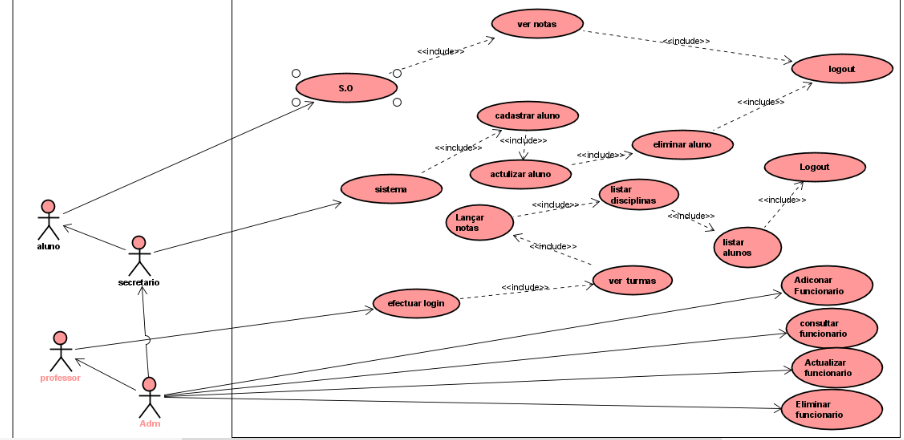 ver notas
<<include>>
<<include>>
logout
S.O
<<include>>
cadastrar aluno
<<include>>
<<include>>
eliminar aluno
<<include>>
actulizar aluno
Logout
sistema
listar
disciplinas
<<include>>
<<include>>
Lançar
notas
<<include>>
aluno
listar
alunos
<<include>>
secretario
ver turmas
Adiconar
Funcionario
<<include>>
efectuar login
consultar
funcionario
professor
Actualizar
funcionario
Eliminar
funcionario
Adm